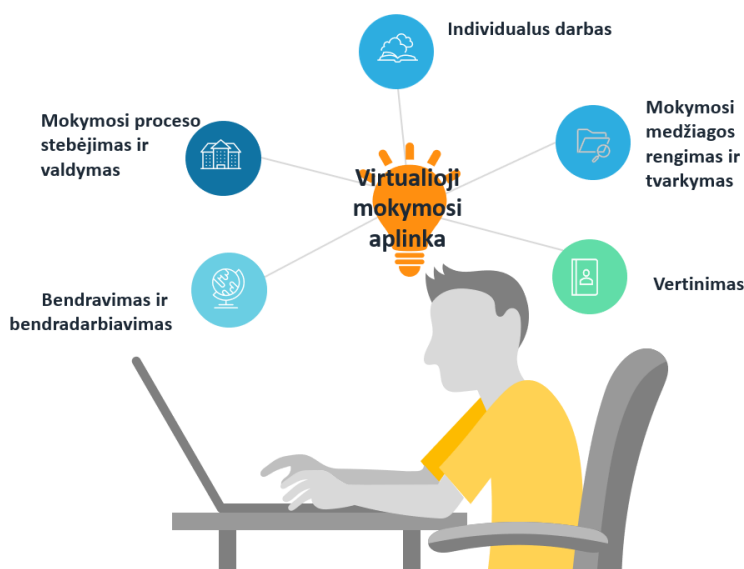 Individualus darbas
Mokymosi proceso
stebėjimas ir
valdymas
Mokymosi
medžiagos
rengimas ir
tvarkymas
Virtualioji
mokymosi
aplinka
Bendravimas ir
bendradarbiavimas
Vertinimas